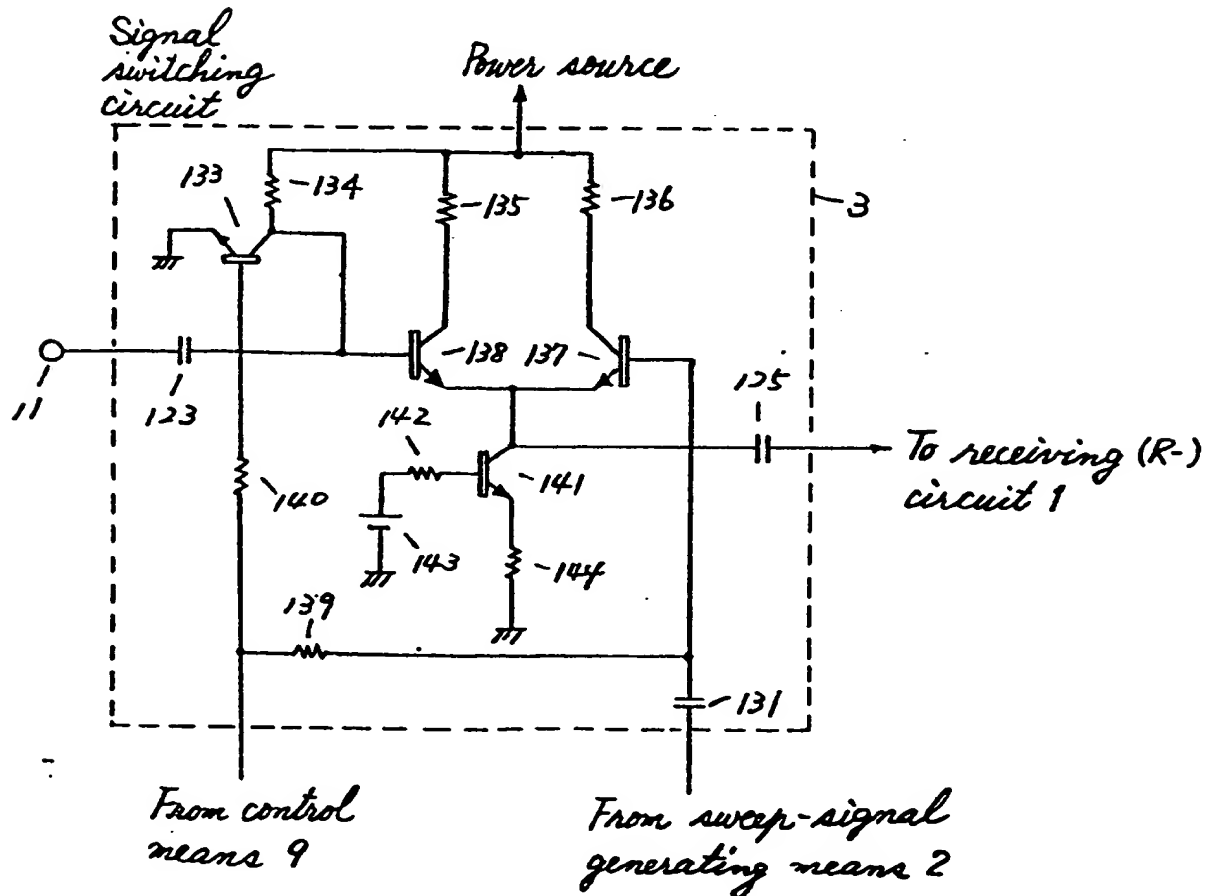 Signal
switching
circuit
Power source
133
134
135
136
3
138
137
125
11
123
142
141
To receiving (R-)
circuit 1
140
143
144
139
131
From control
means 9
From sweep-signal
generating means 2